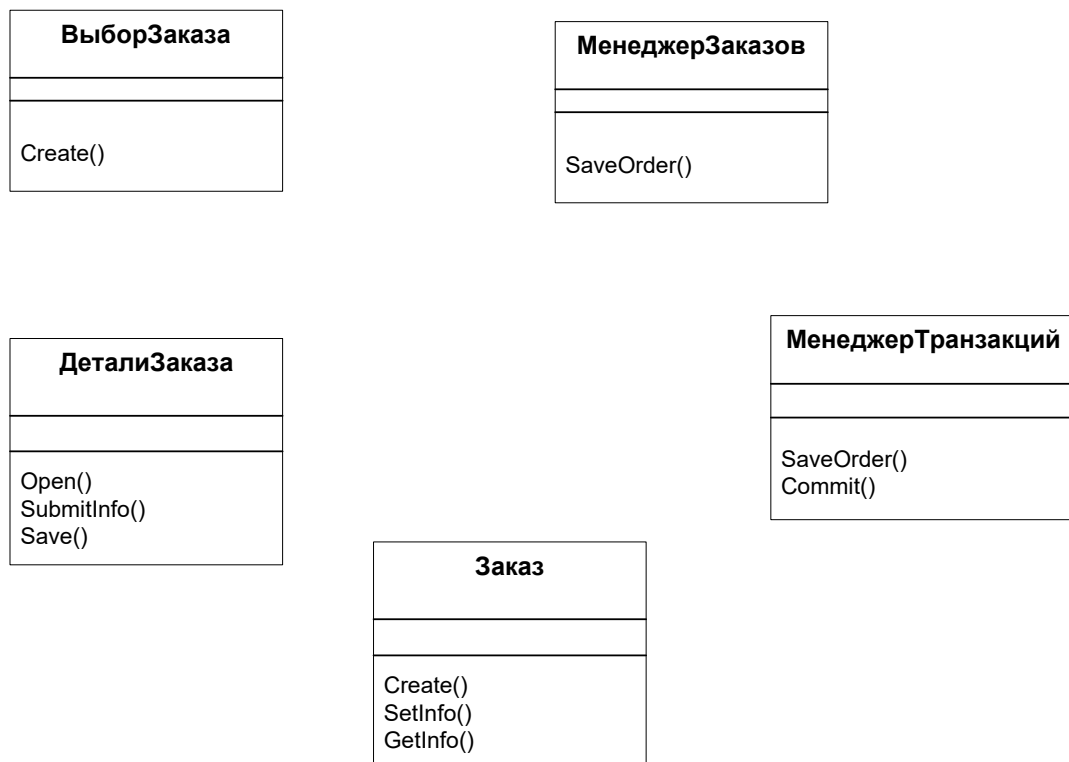 ВыборЗаказа
Create()
МенеджерЗаказов
SaveOrder()
ДеталиЗаказа
Open()
SubmitInfo()
Save()
МенеджерТранзакций
SaveOrder()
Commit()
Заказ
Create()
SetInfo()
GetInfo()